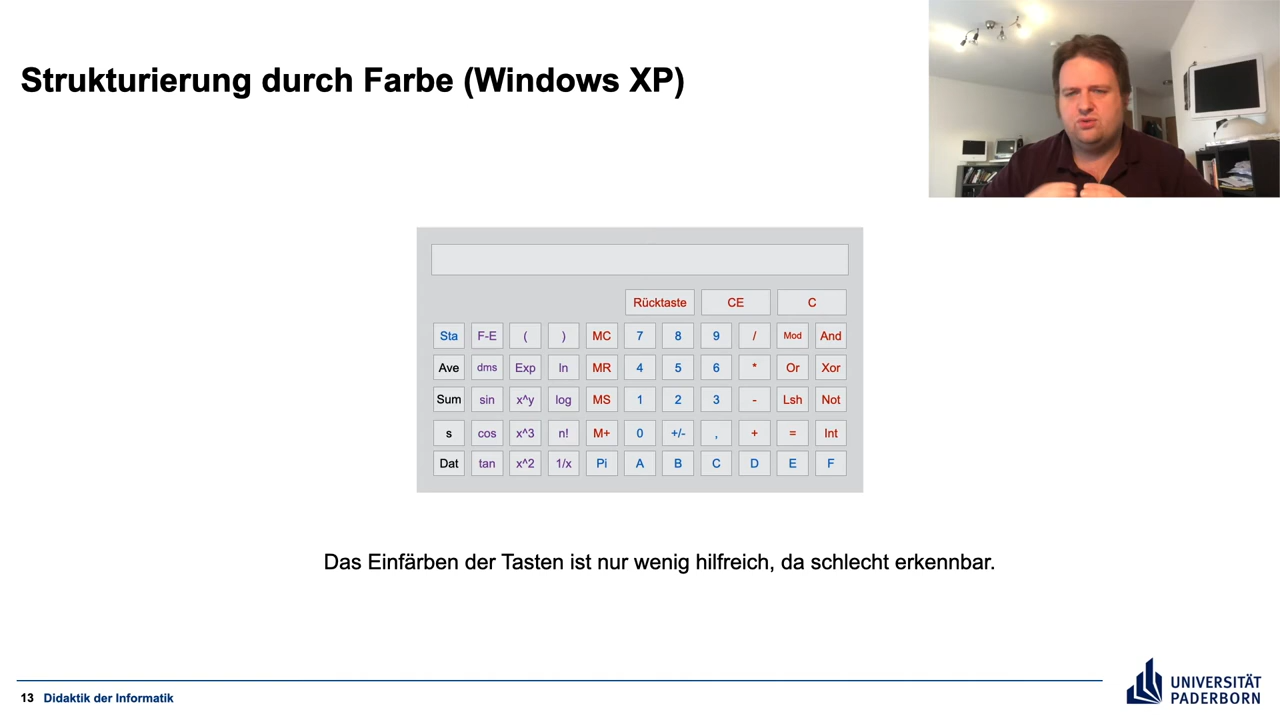 Strukturierung durch Farbe (Windows XP)
Rücktaste CE C
Sta F-E ( ) MC 7 8 9 / Mod And
Ave dms Exp ln MR 4 5 6 * Or Xor
Sum sin x^y log MS 1 2 3 - Lsh Not
s cos x^3 n! M+ 0 +/- , + = Int
Dat tan x^2 1/x Pi A B C D E F
Das Einfärben der Tasten ist nur wenig hilfreich, da schlecht erkennbar.
13 Didaktik der Informatik
UNIVERSITÄT
PADERBORN